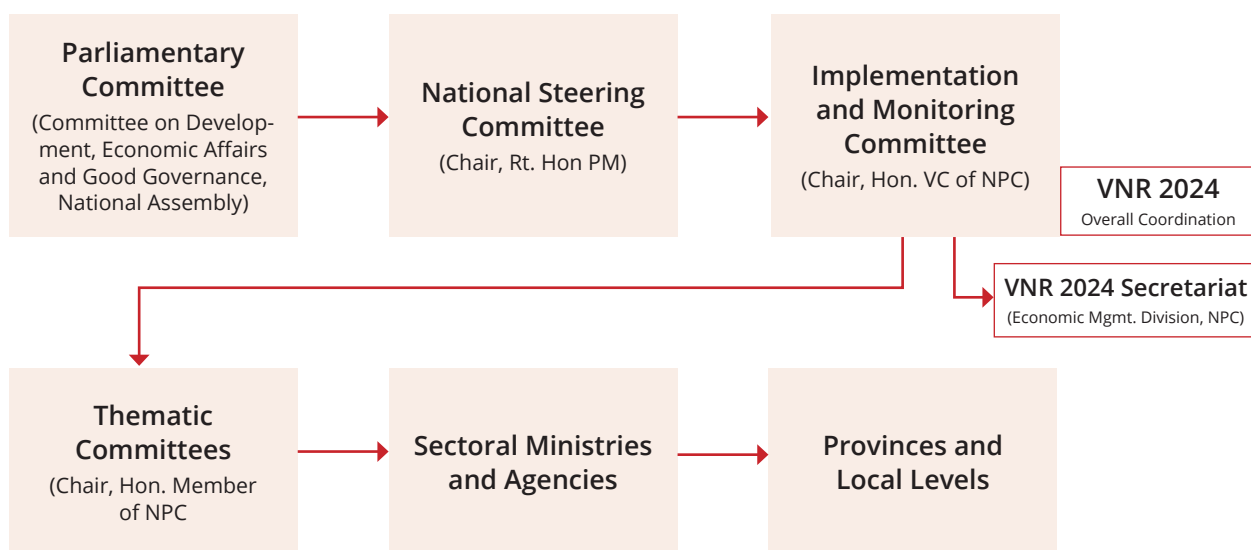 Parliamentary
Committee
(Committee on Develop-
ment, Economic Affairs
and Good Governance,
National Assembly)
National Steering
Committee
(Chair, Rt. Hon PM)
Implementation
and Monitoring
Committee
(Chair, Hon. VC of NPC)
VNR 2024
Overall Coordination
VNR 2024 Secretariat
(Economic Mgmt. Division, NPC)
Thematic
Committees
(Chair, Hon. Member
of NPC
Sectoral Ministries
and Agencies
Provinces and
Local Levels